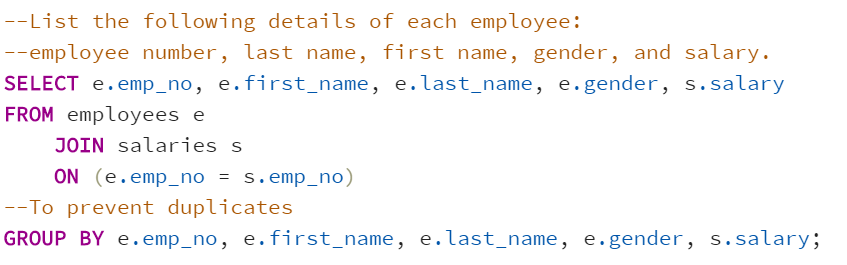 --List the following details of each employee:
--employee number, last name, first name, gender, and salary.
SELECT e.emp_no, e.first_name, e.last_name, e.gender, s.salary
FROM employees e
    JOIN salaries s
    ON (e.emp_no = s.emp_no)
--To prevent duplicates
GROUP BY e.emp_no, e.first_name, e.last_name, e.gender, s.salary;